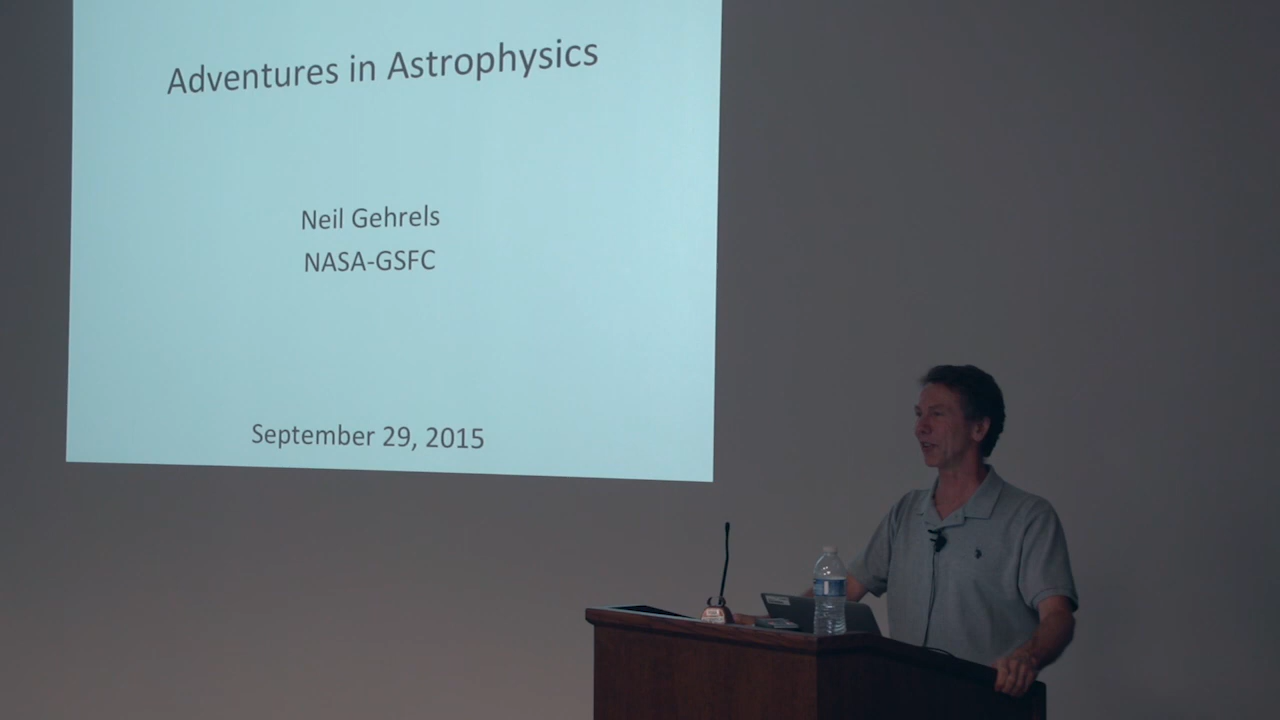 Adventures in Astrophysics
Neil Gehrels
NASA-GSFC
September 29, 2015